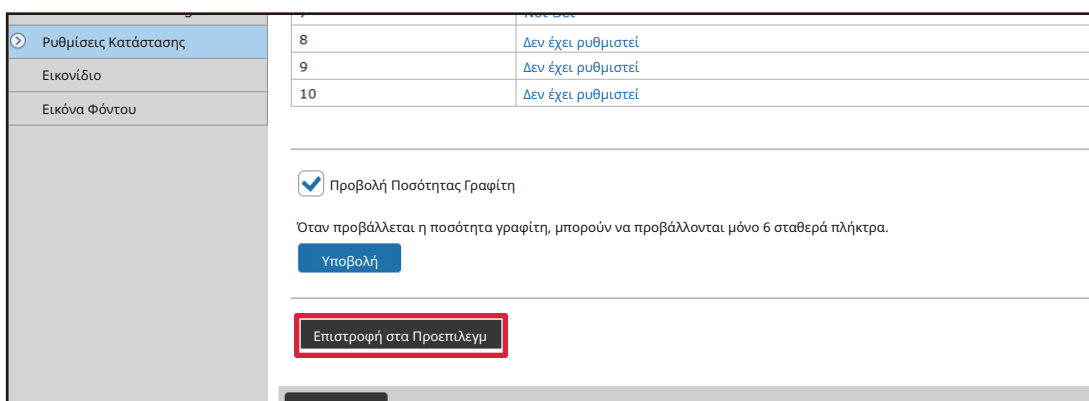 Ρυθμίσεις Κατάστασης
Εικονίδιο
Εικόνα Φόντου
8 Δεν έχει ρυθμιστεί
9 Δεν έχει ρυθμιστεί
10 Δεν έχει ρυθμιστεί
Προβολή Ποσότητας Γραφίτη
Όταν προβάλλεται η ποσότητα γραφίτη, μπορούν να προβάλλονται μόνο 6 σταθερά πλήκτρα.
Υποβολή
Επιστροφή στα Προεπιλεγμ